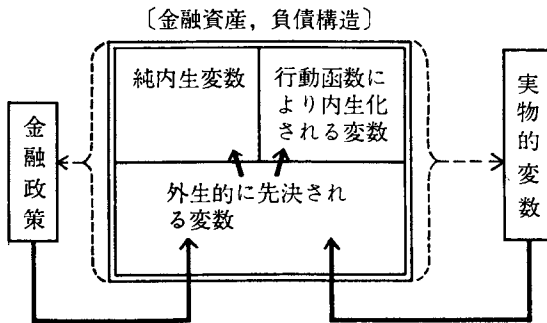 〔金融資産，負債構造〕
純内生変数
行動函数に
より内生化
される変数
金融政策
実物的変数
外生的に先決され
る変数